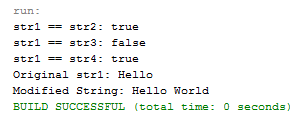 run:
str1 == str2: true
str1 == str3: false
str1 == str4: true
Original str1: Hello
Modified String: Hello World
BUILD SUCCESSFUL (total time: 0 seconds)